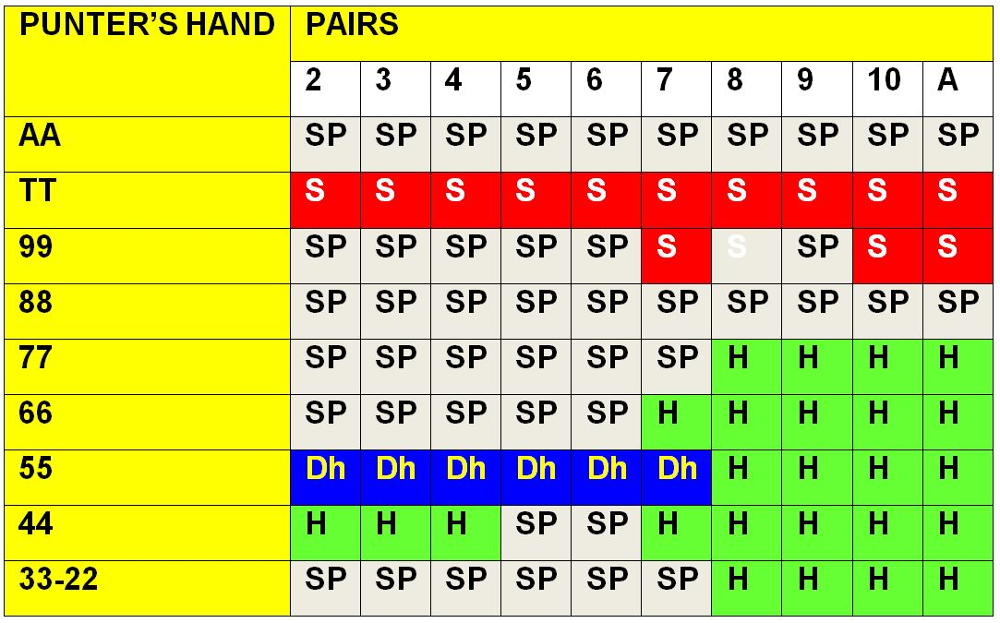 PUNTER'S HAND PAIRS
2 3 4 5 6 7 8 9 10 A
AA SP SP SP SP SP SP SP SP SP SP
TT S S S S S S S S S S
99 SP SP SP SP SP S S SP S S
88 SP SP SP SP SP SP SP SP SP SP
77 SP SP SP SP SP SP H H H H
66 SP SP SP SP SP H H H H H
55 Dh Dh Dh Dh Dh Dh H H H H
44 H H H SP SP H H H H H
33-22 SP SP SP SP SP SP H H H H